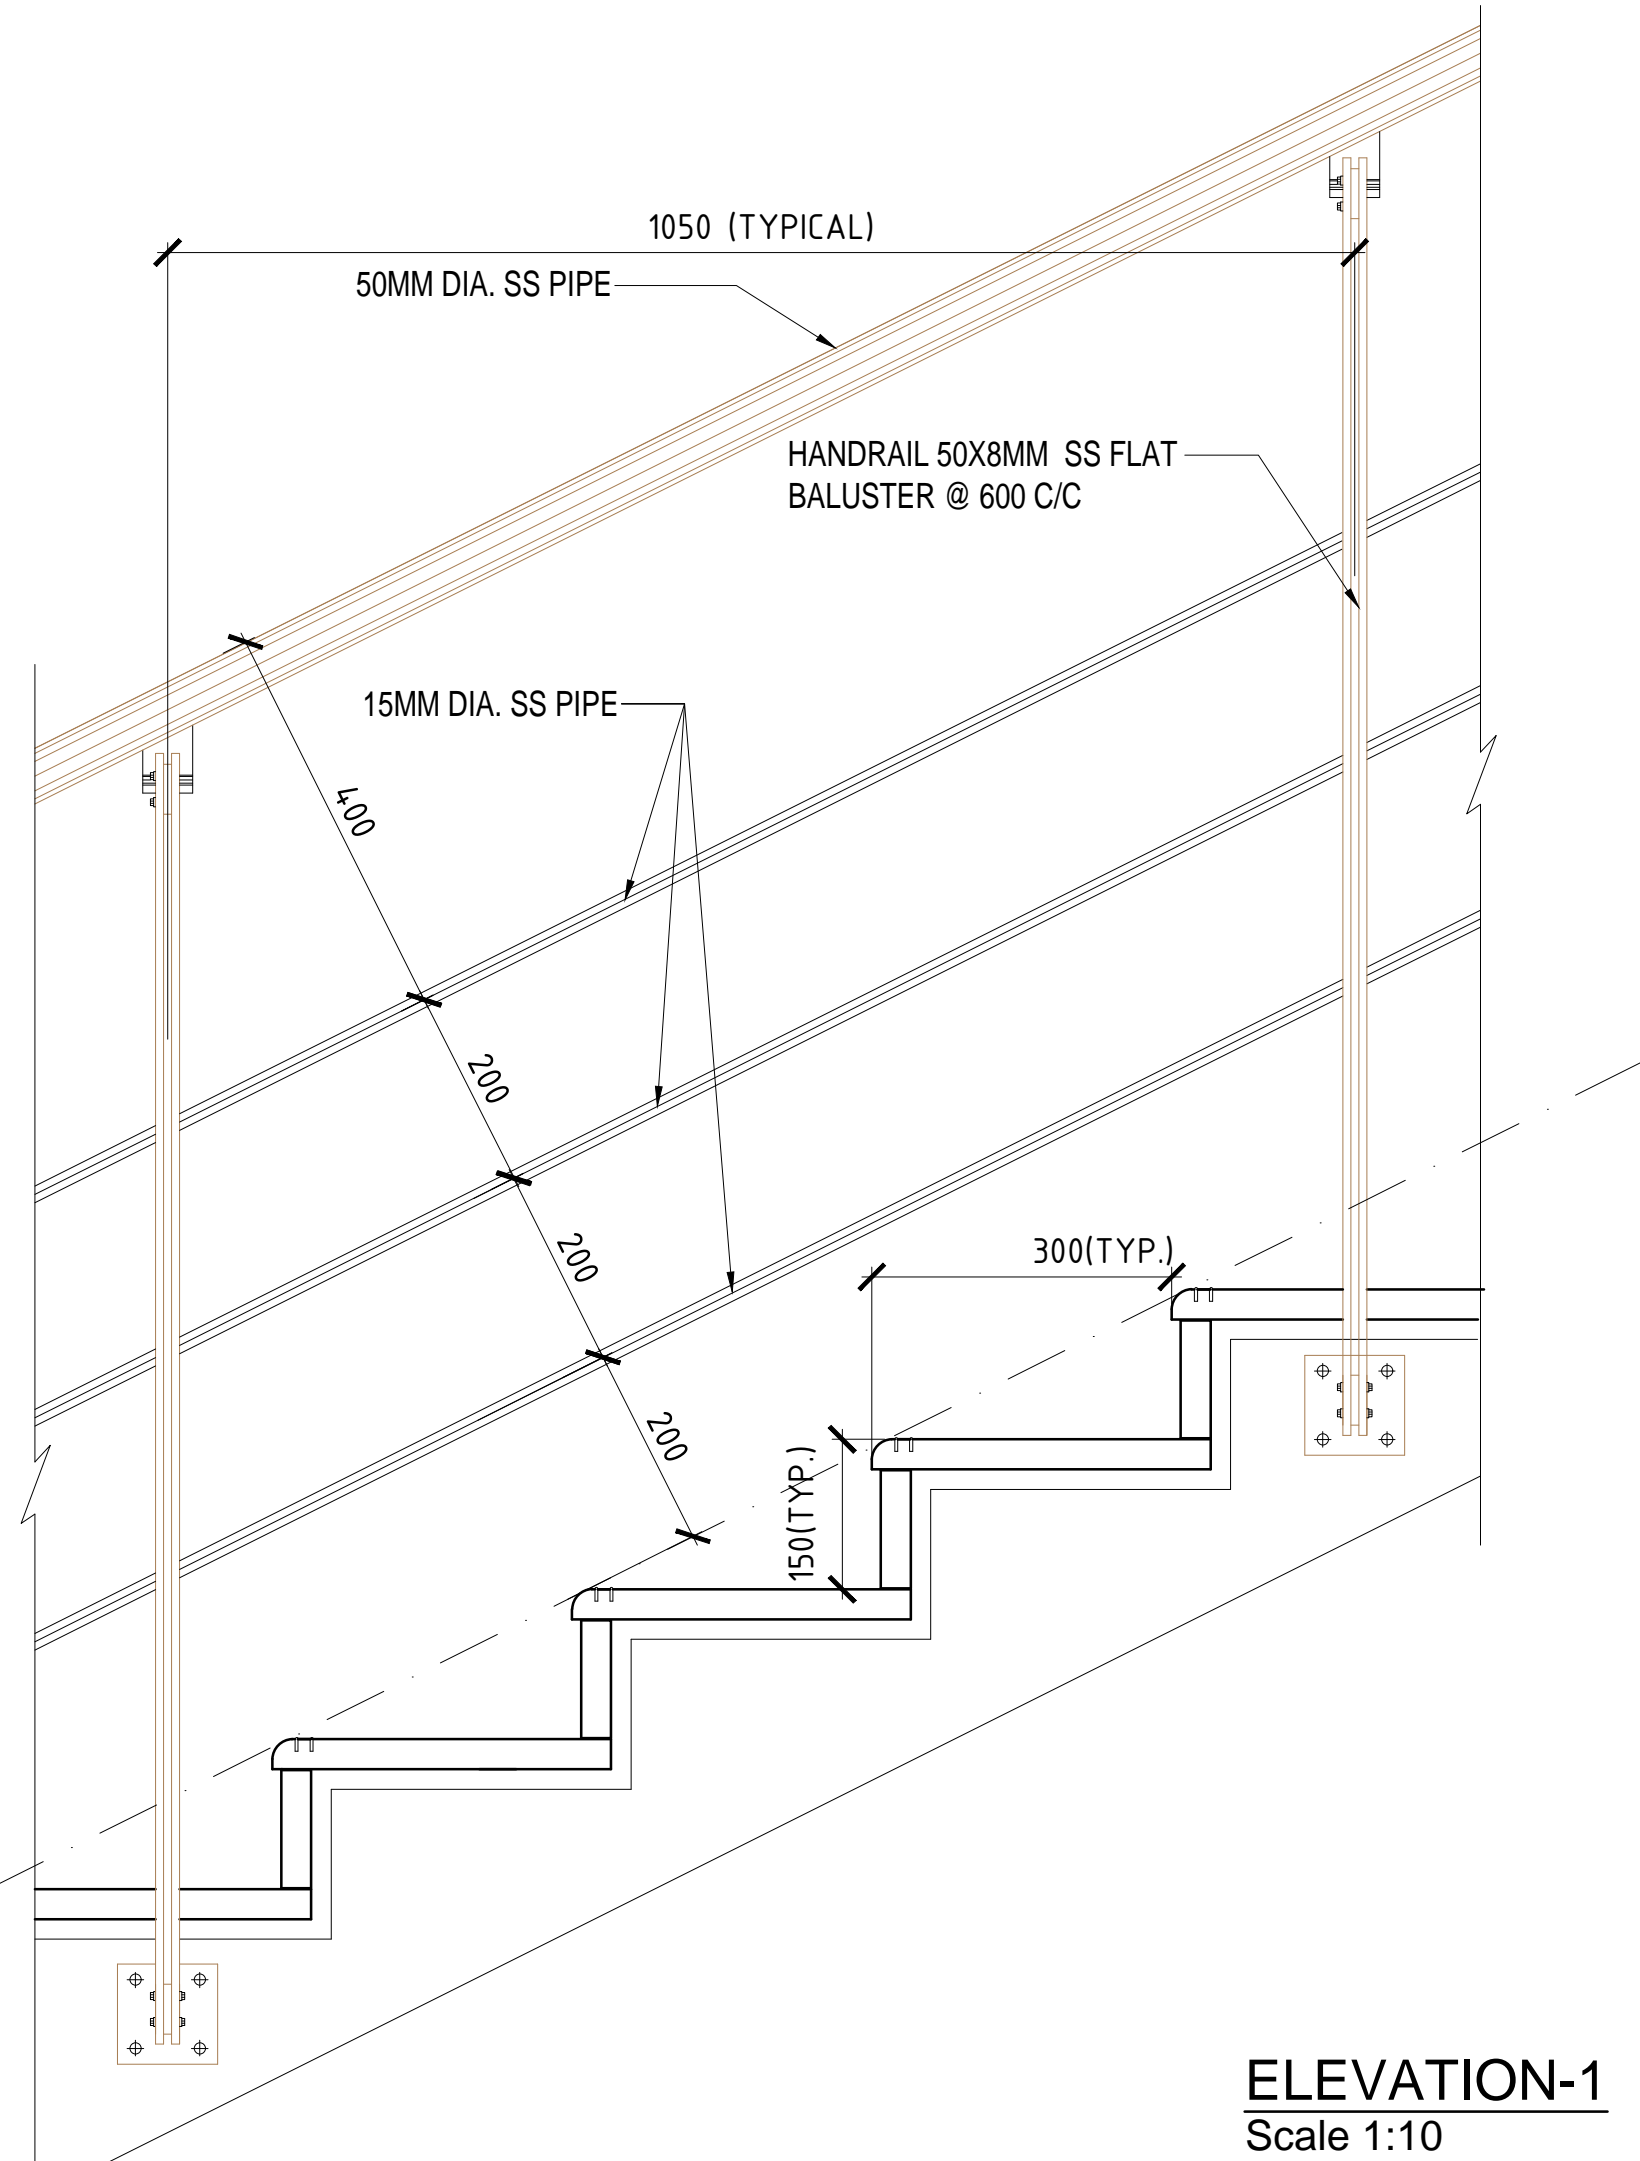 1050 (TYPICAL)
50MM DIA. SS PIPE
HANDRAIL 50X8MM SS FLAT
BALUSTER @ 600 C/C
15MM DIA. SS PIPE
400
200
200
200
300(TYP.)
150(TYP.)
ELEVATION-1
Scale 1:10